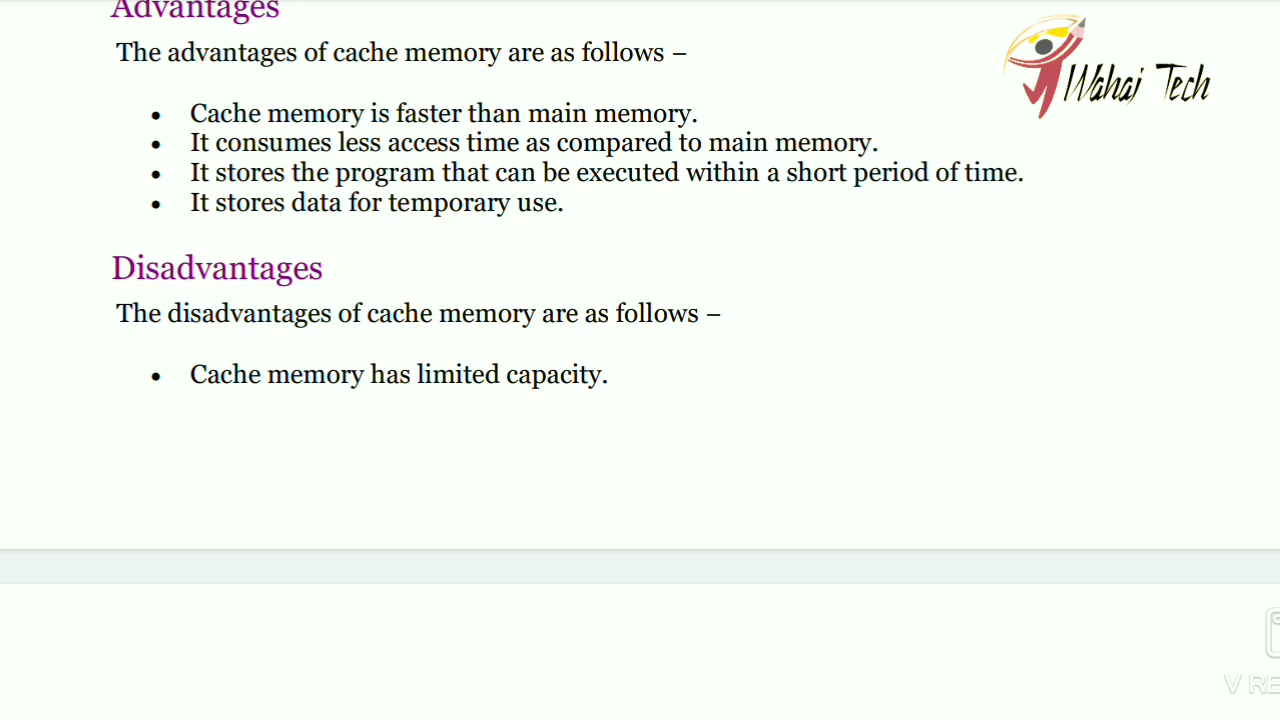 Advantages
The advantages of cache memory are as follows –
Wahaj Tech
• Cache memory is faster than main memory.
• It consumes less access time as compared to main memory.
• It stores the program that can be executed within a short period of time.
• It stores data for temporary use.
Disadvantages
The disadvantages of cache memory are as follows –
• Cache memory has limited capacity.
V RE